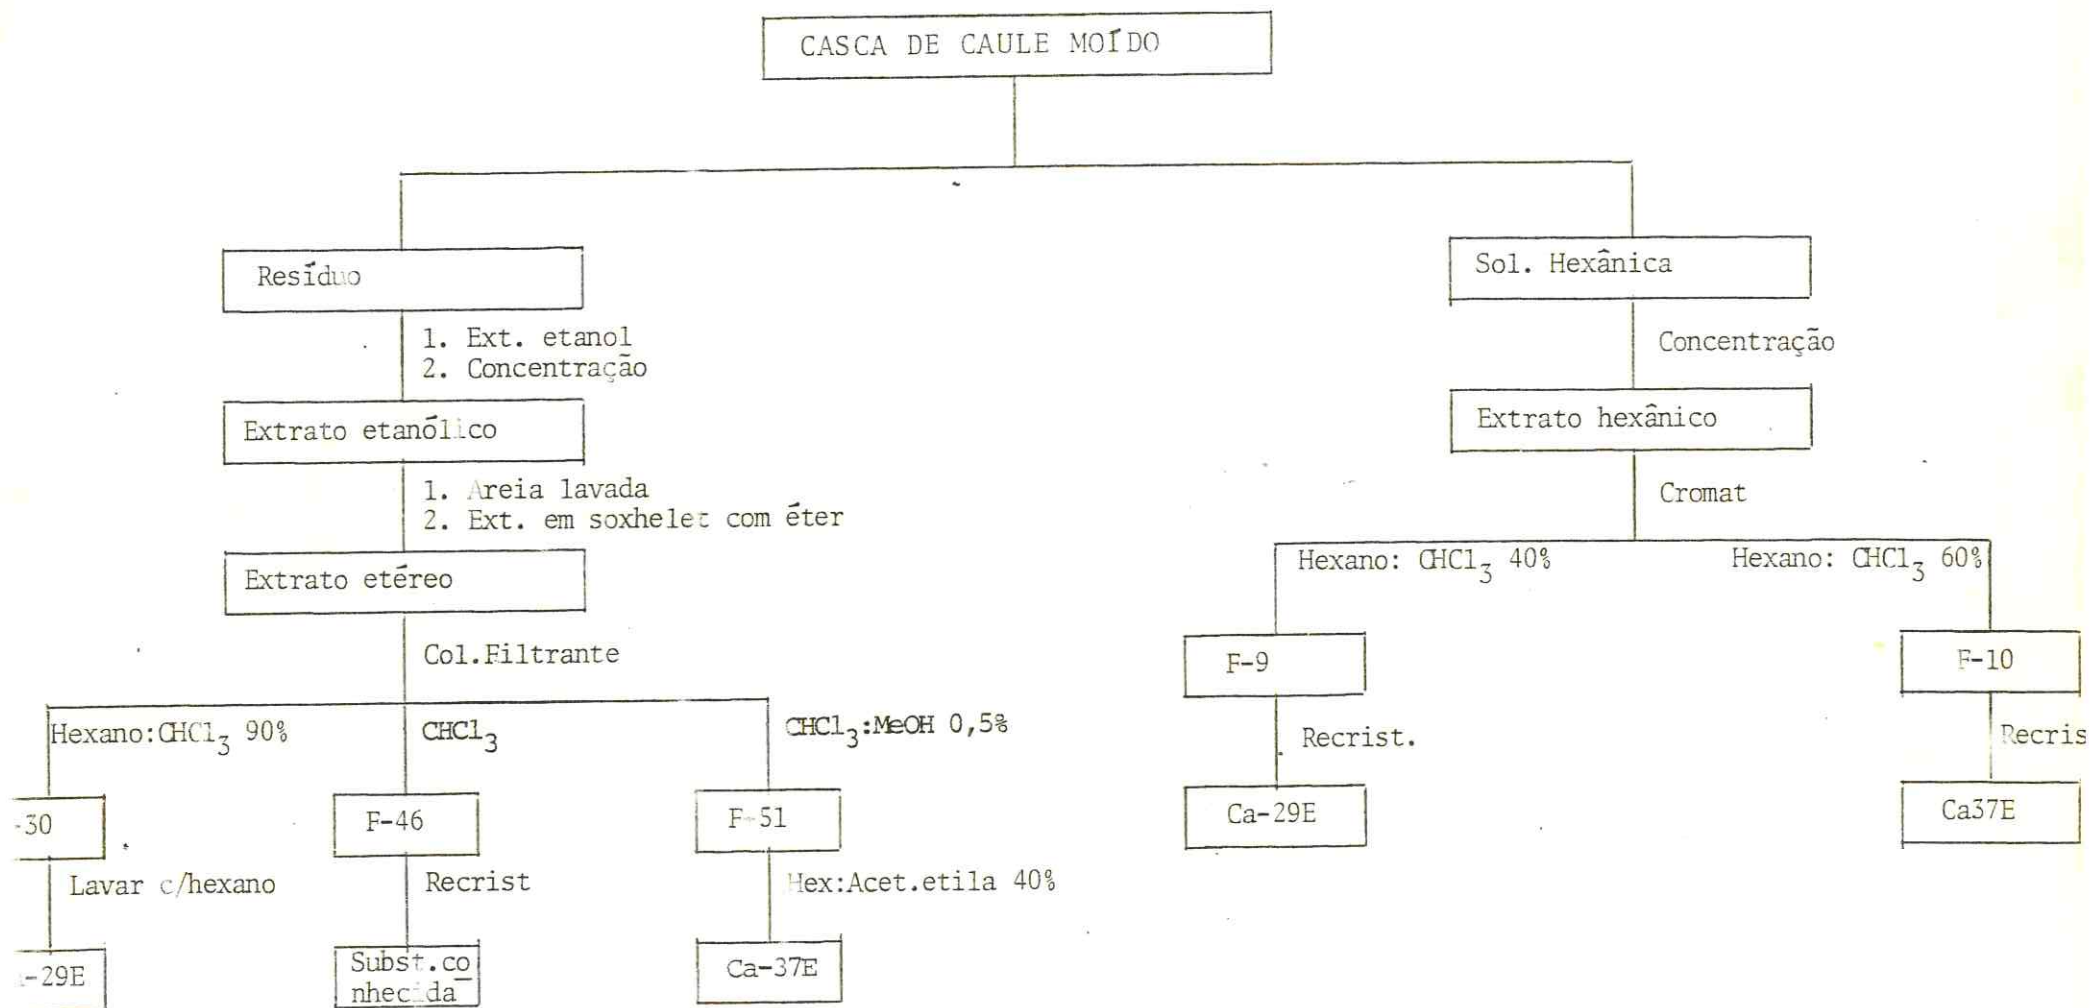 CASCA DE CAULE MOÍDO
Resíduo
Sol. Hexânica
1. Ext. etanol
2. Concentração
Concentração
Extrato etanólico
Extrato hexânico
1. Areia lavada
2. Ext. em soxhelet com éter
Cromat
Extrato etéreo
Hexano: CHCl3 40%
Hexano: CHCl3 60%
Col.Filtrante
F-9
F-10
Hexano:CHCl3 90%
CHCl3
CHCl3:MeOH 0,5%
Recrist.
Recris
-30
F-46
F-51
Ca-29E
Ca37E
Lavar c/hexano
Recrist
Hex:Acet.etila 40%
-29E
Subst.co
nhecida
Ca-37E